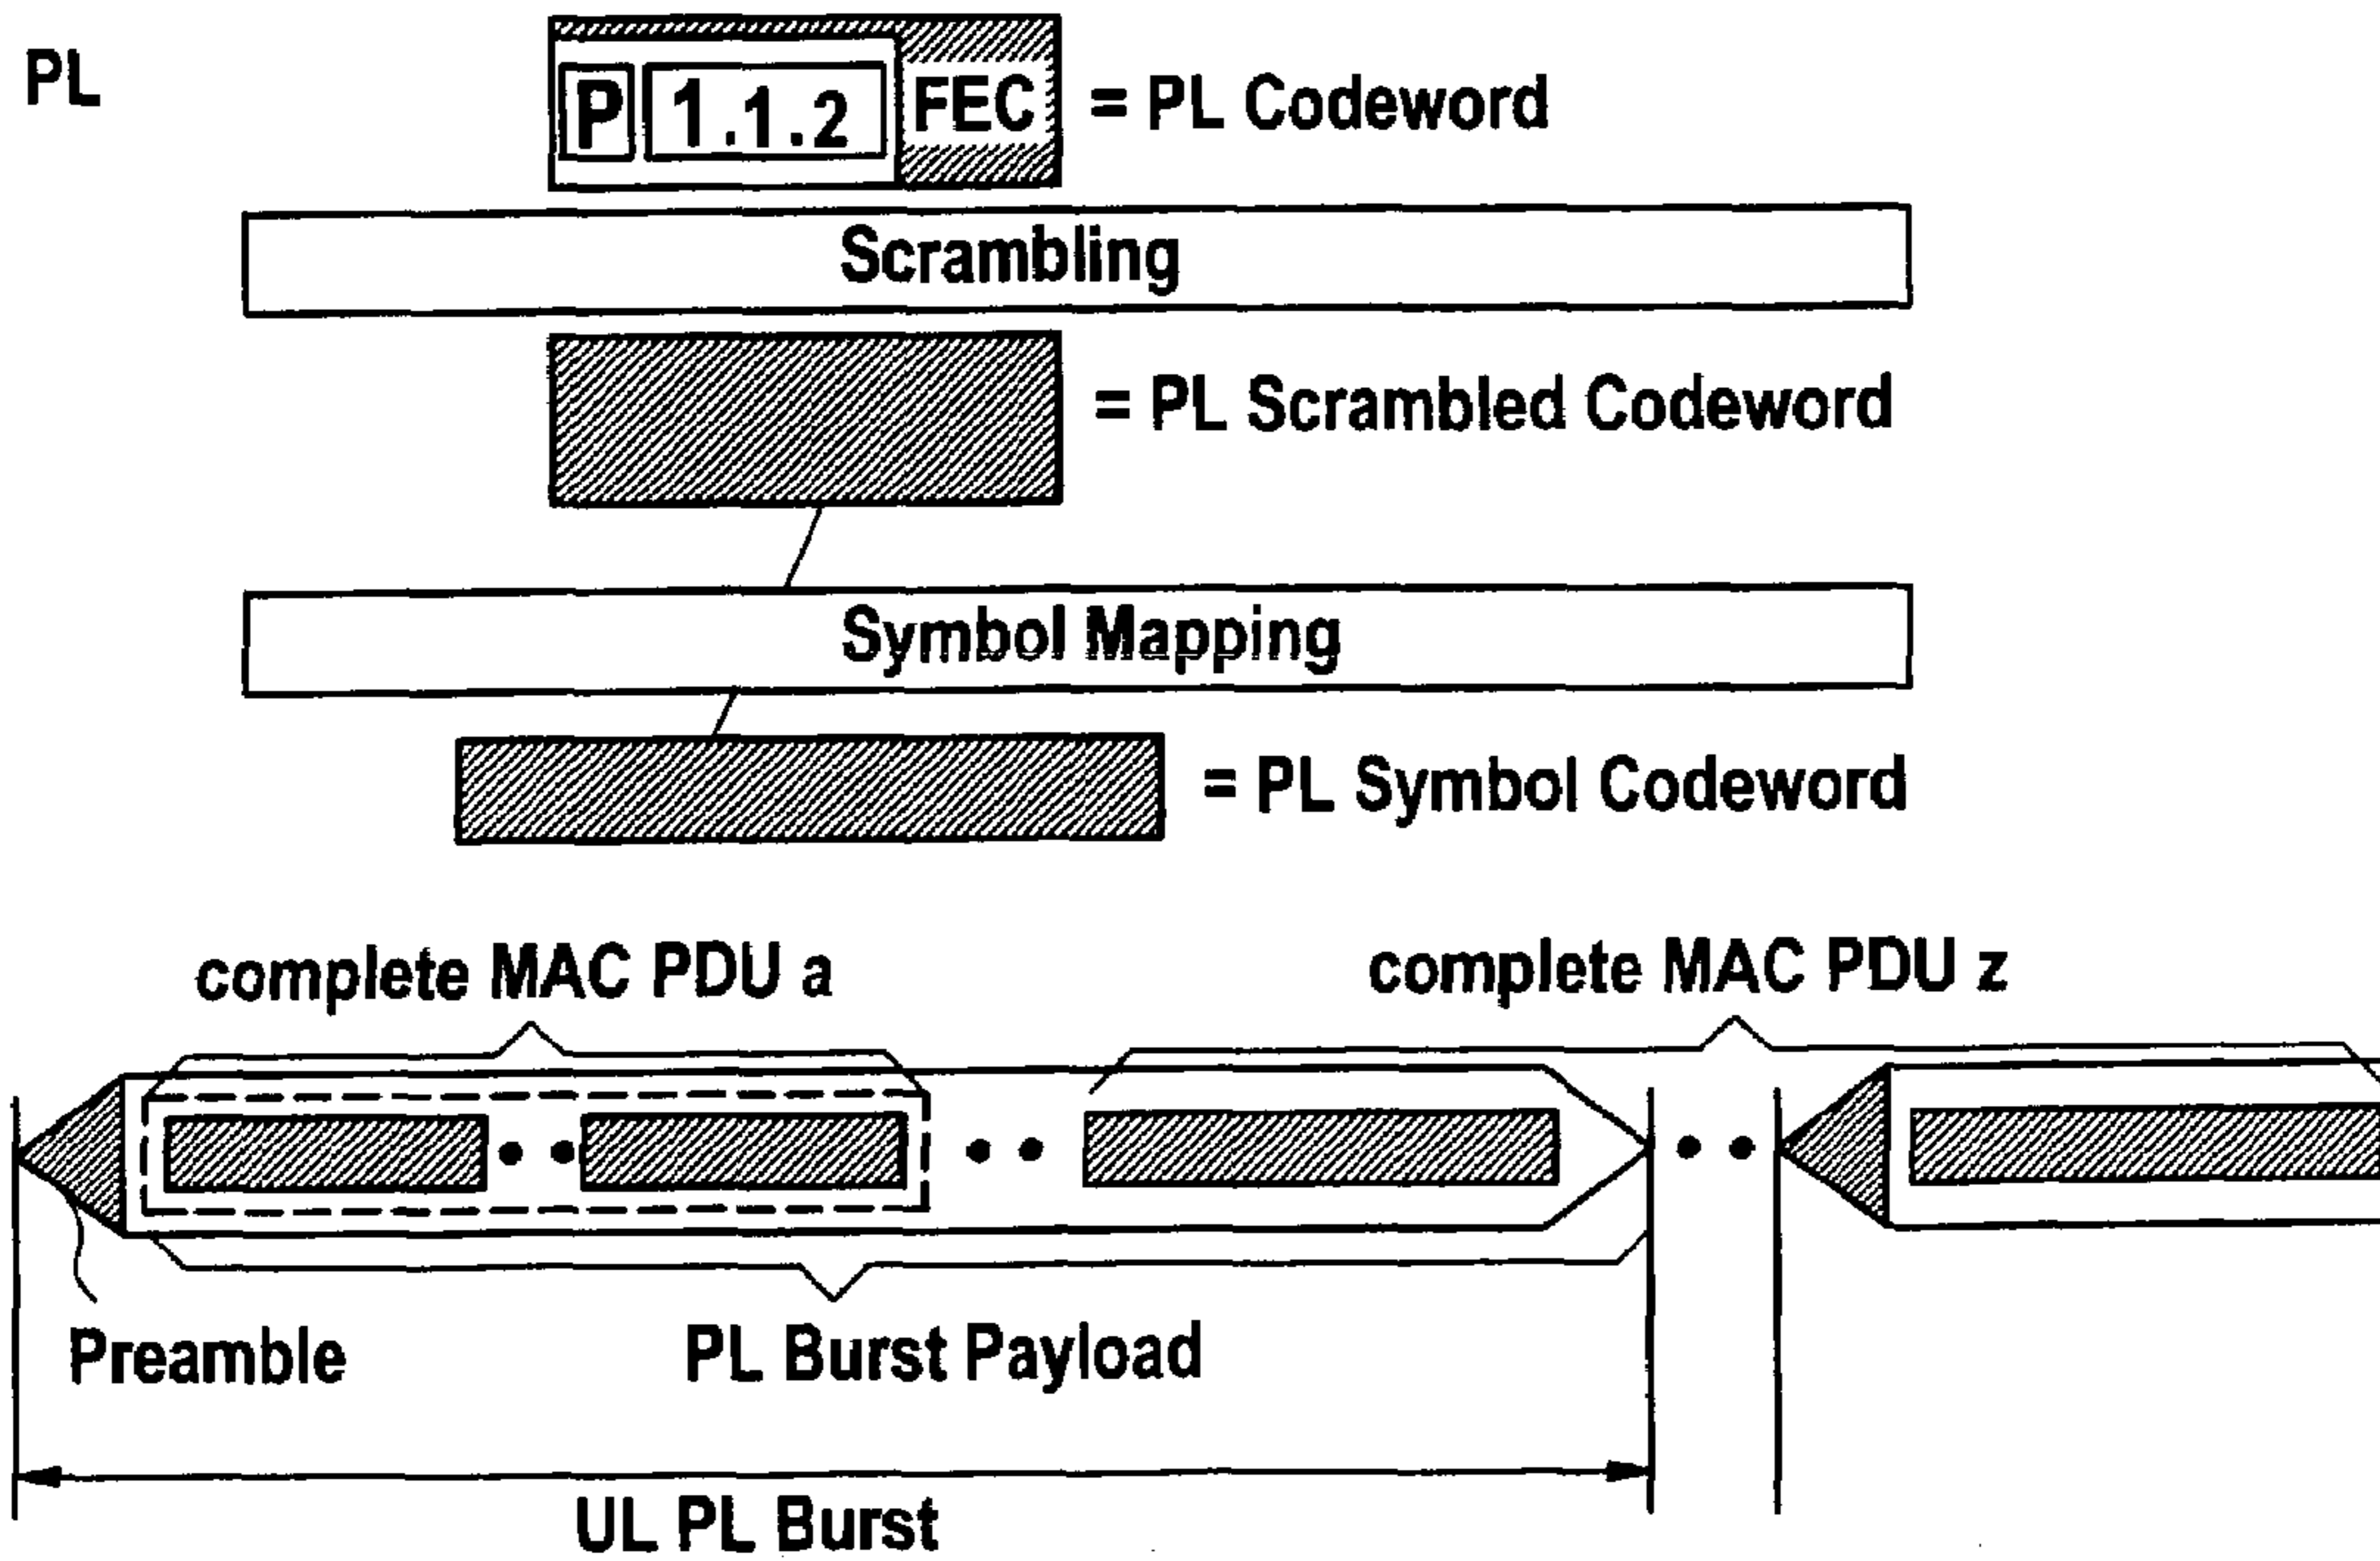 PL
P 1.1.2 FEC = PL Codeword
Scrambling
= PL Scrambled Codeword
Symbol Mapping
= PL Symbol Codeword
complete MAC PDU a
complete MAC PDU z
Preamble
PL Burst Payload
UL PL Burst